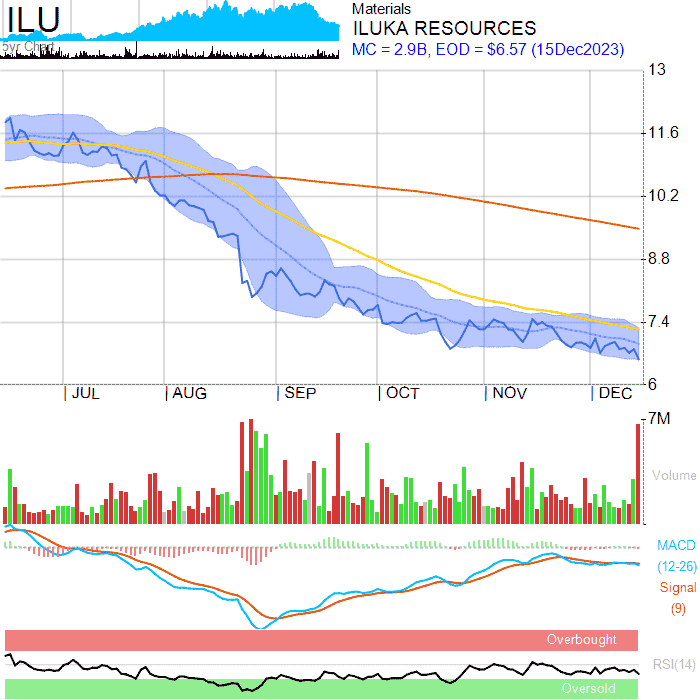 ILU
5yr Chart
Materials
ILUKA RESOURCES
MC = 2.9B, EOD = $6.57 (15Dec2023)
13
11.6
10.2
8.8
7.4
6
JUL AUG SEP OCT NOV DEC
7M
Volume
MACD
(12-26)
Signal
(9)
Overbought
RSI(14)
Oversold